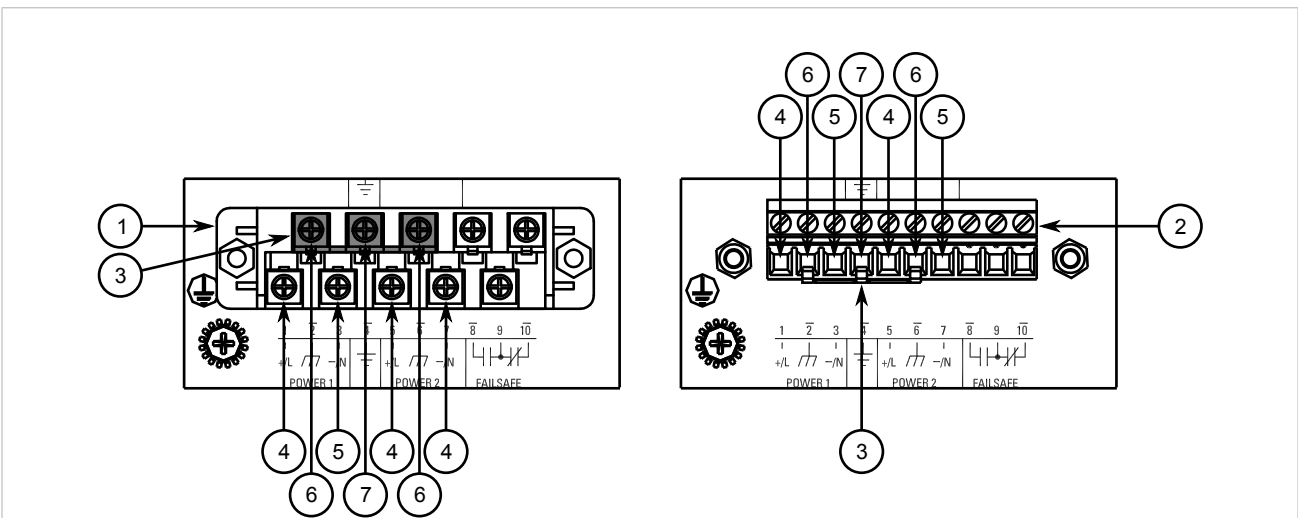 6 7 6
4 5 4 5
1
2
3
1 2 3 4 5 6 7 8 9 10
+/L -/N +/L -/N
POWER 1 POWER 2 FAILSAFE
1 2 3 4 5 6 7 8 9 10
+/L -/N +/L -/N
POWER 1 POWER 2 FAILSAFE
4 5 4 4
3
6 7 6